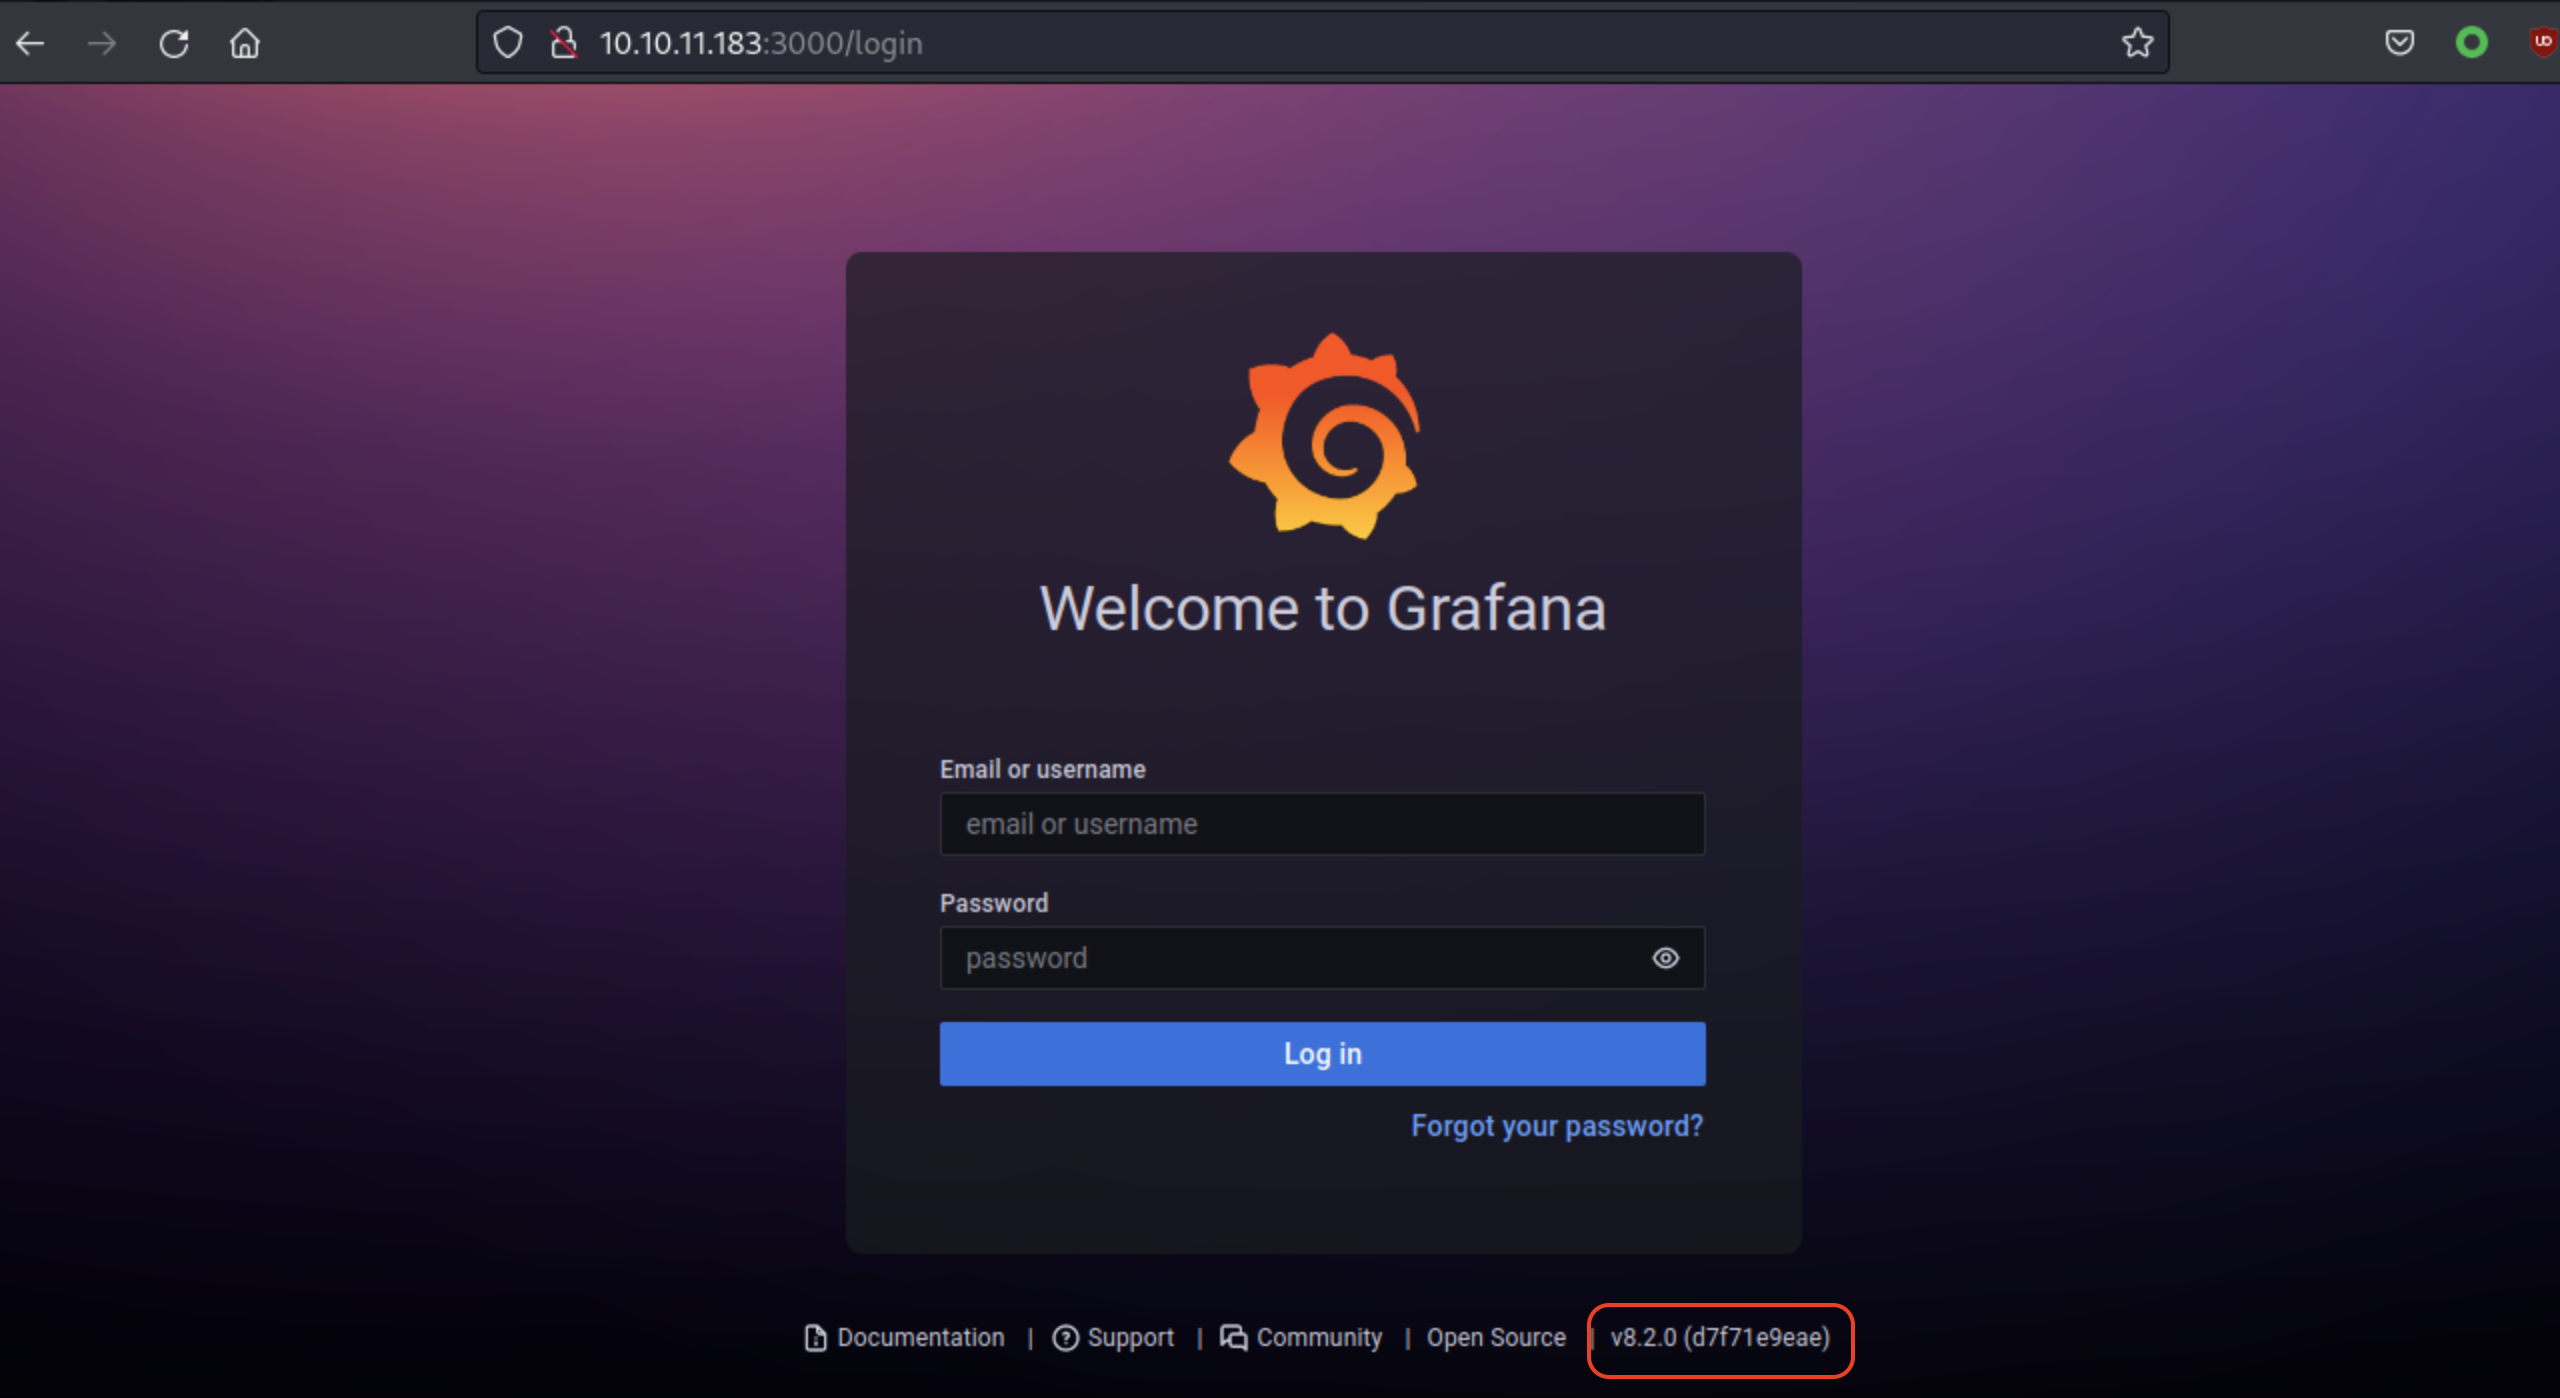 10.10.11.183:3000/login
UO
Welcome to Grafana
Email or username
email or username
Password
password
Log in
Forgot your password?
Documentation | Support | Community | Open Source | v8.2.0 (d7f71e9eae)